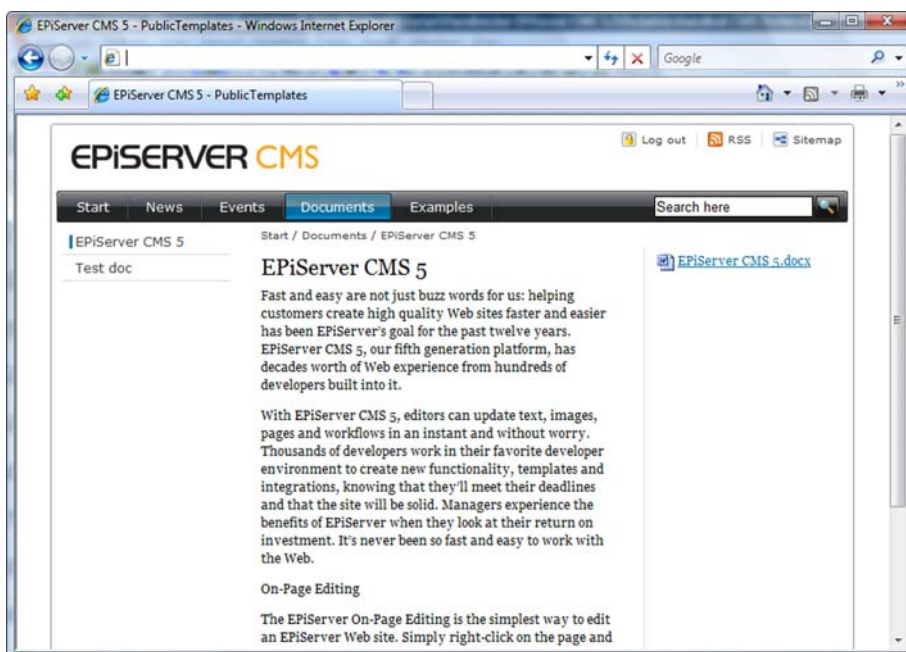 EPiServer CMS 5 - PublicTemplates - Windows Internet Explorer
Google
EPiServer CMS 5 - PublicTemplates
EPiSERVER CMS
Log out RSS Sitemap
Start News Events Documents Examples Search here
EPiServer CMS 5
Test doc
Start / Documents / EPiServer CMS 5
EPiServer CMS 5
Fast and easy are not just buzz words for us: helping
customers create high quality Web sites faster and easier
has been EPiServer's goal for the past twelve years.
EPiServer CMS 5, our fifth generation platform, has
decades worth of Web experience from hundreds of
developers built into it.
With EPiServer CMS 5, editors can update text, images,
pages and workflows in an instant and without worry.
Thousands of developers work in their favorite developer
environment to create new functionality, templates and
integrations, knowing that they'll meet their deadlines
and that the site will be solid. Managers experience the
benefits of EPiServer when they look at their return on
investment. It's never been so fast and easy to work with
the Web.
On-Page Editing
The EPiServer On-Page Editing is the simplest way to edit
an EPiServer Web site. Simply right-click on the page and
EPiServer CMS 5.docx